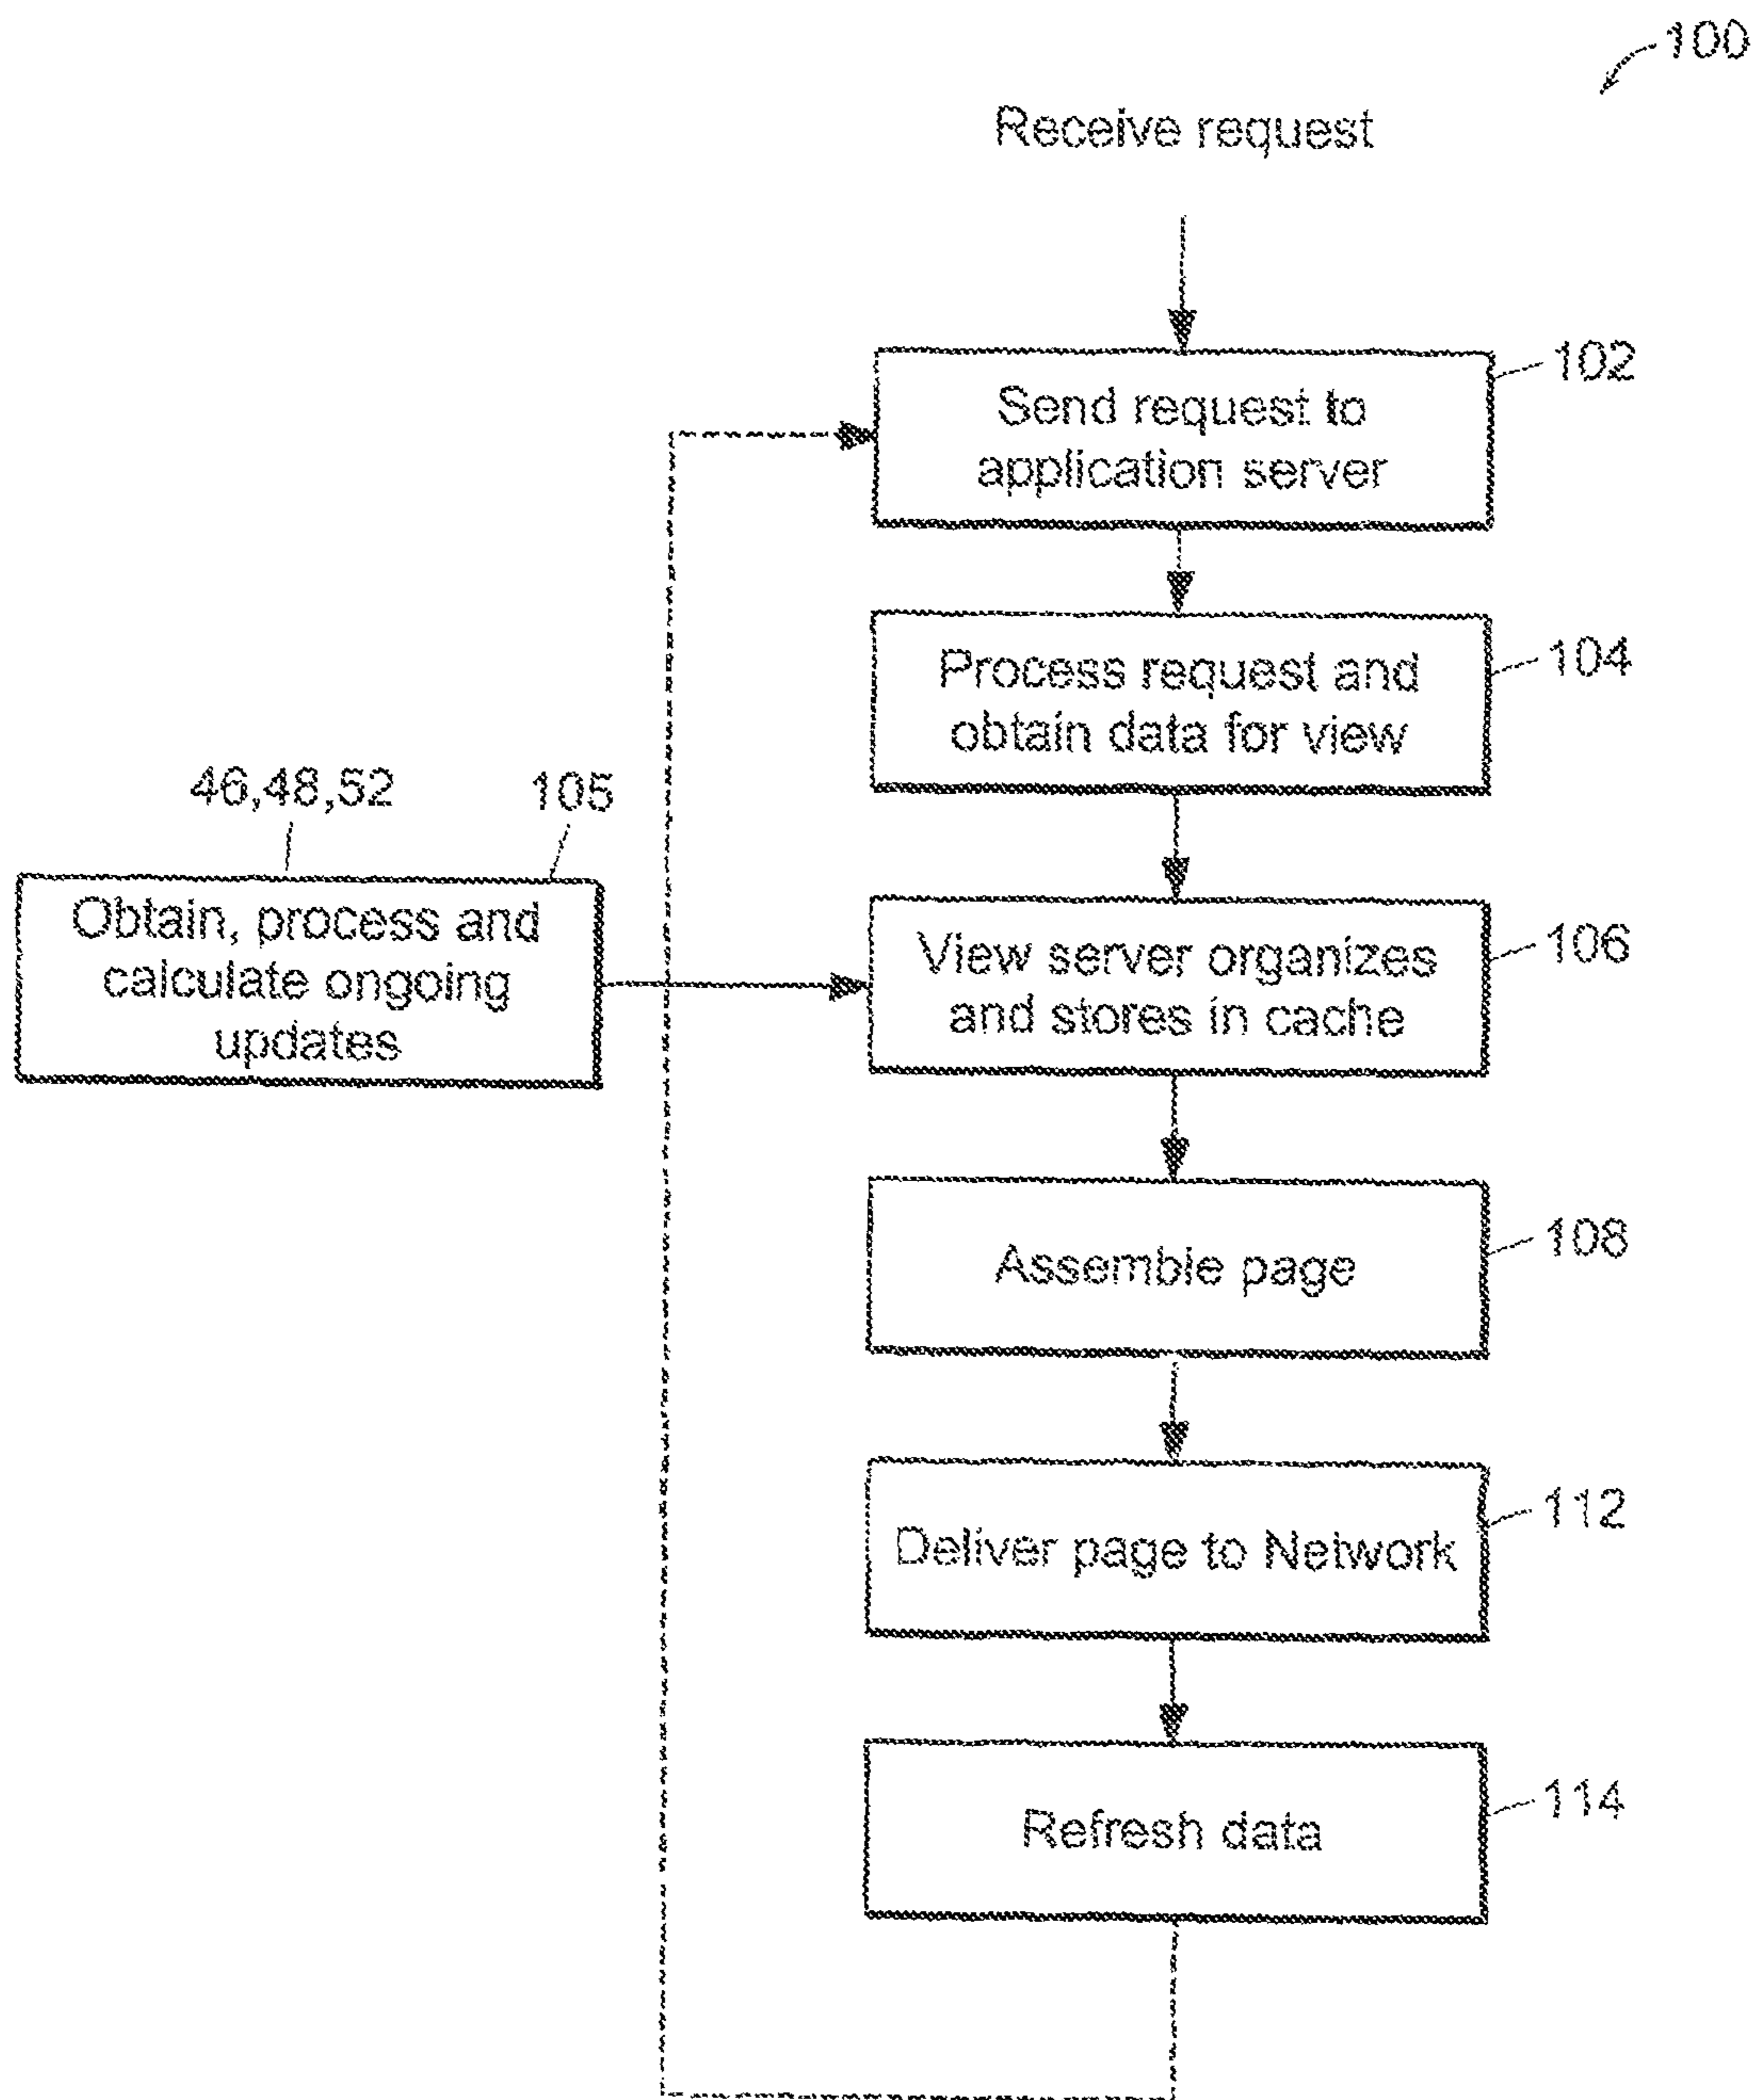 100
Receive request
102
Send request to
application server
104
Process request and
obtain data for view
46,48,52
105
Obtain, process and
calculate ongoing
updates
106
View server organizes
and stores in cache
108
Assemble page
112
Deliver page to Network
114
Refresh data